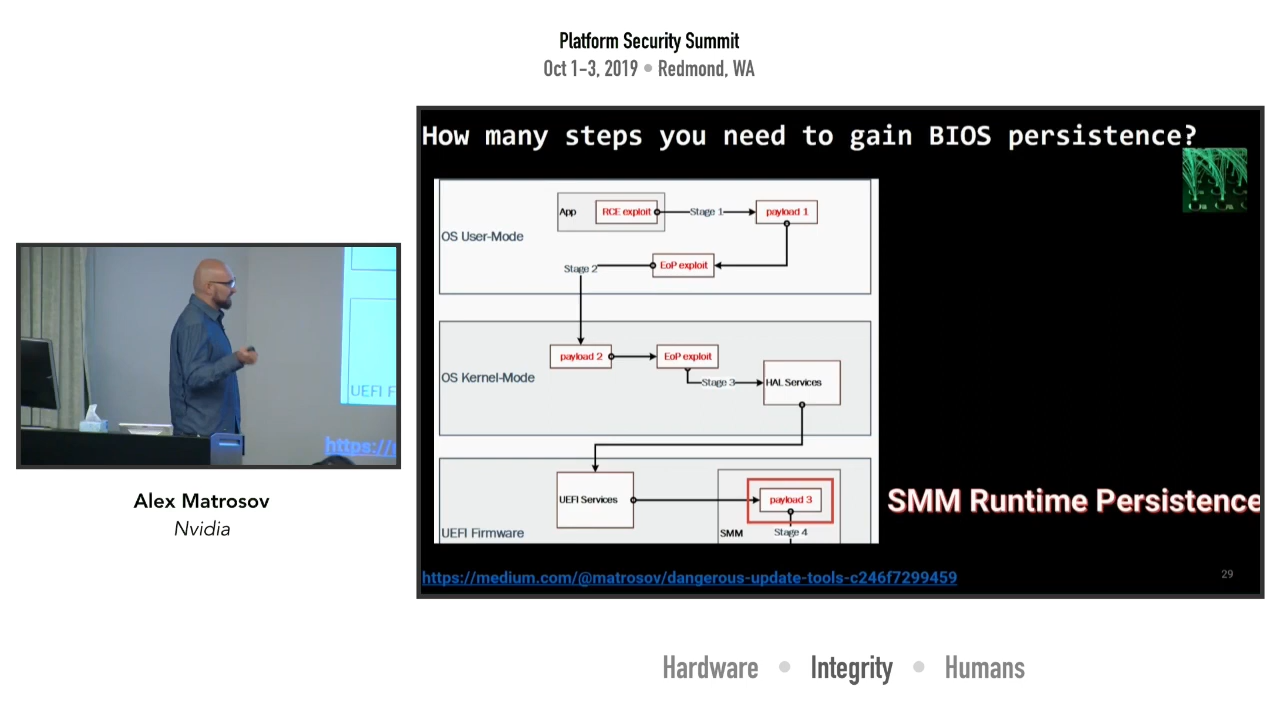 Platform Security Summit
Oct 1-3, 2019 • Redmond, WA
How many steps you need to gain BIOS persistence?
App
RCE exploit
Stage 1
payload 1
OS User-Mode
Stage 2
EoP exploit
payload 2
EoP exploit
OS Kernel-Mode
Stage 3
HAL Services
UEFI Services
payload 3
SMM Runtime Persistence
UEFI Firmware
SMM
Stage 4
https://medium.com/@matrosov/dangerous-update-tools-c246f7299459
29
UEFI F
https://
Alex Matrosov
Nvidia
Hardware • Integrity • Humans